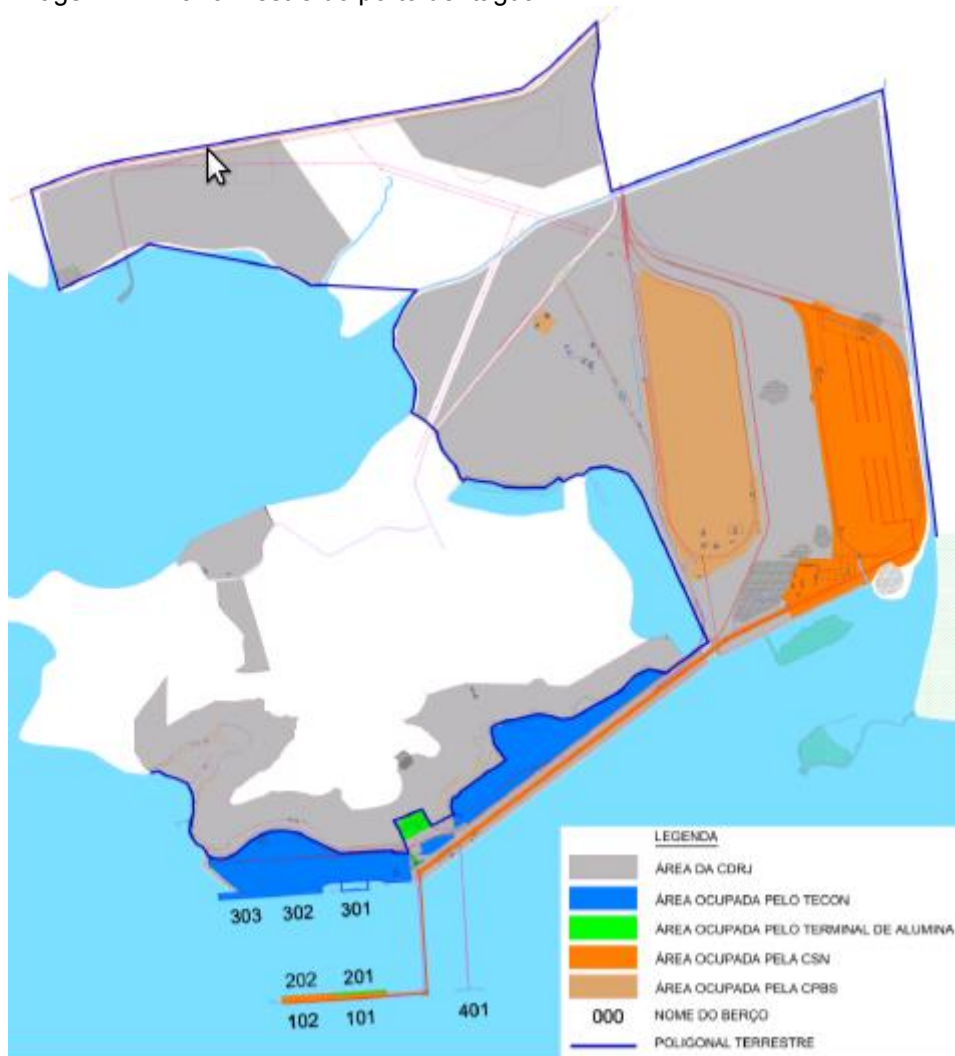 303 302 301
202 201
102 101
401
LEGENDA
ÁREA DA CDRJ
ÁREA OCUPADA PELO TECON
ÁREA OCUPADA PELO TERMINAL DE ALUMINA
ÁREA OCUPADA PELA CSN
ÁREA OCUPADA PELA CPBS
000 NOME DO BERÇO
POLIGONAL TERRESTRE